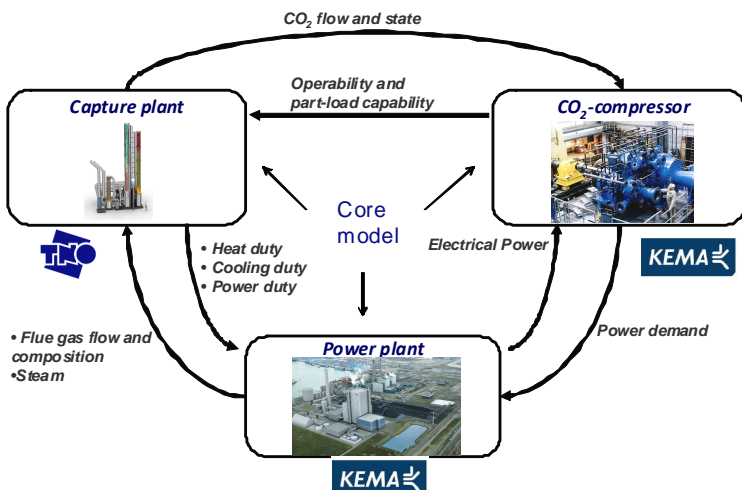 CO₂ flow and state
Operability and
part-load capability
Capture plant
CO₂-compressor
Core
model
TNO
• Heat duty
• Cooling duty
• Power duty
Electrical Power
KEMA
• Flue gas flow and
composition
•Steam
Power demand
Power plant
KEMA